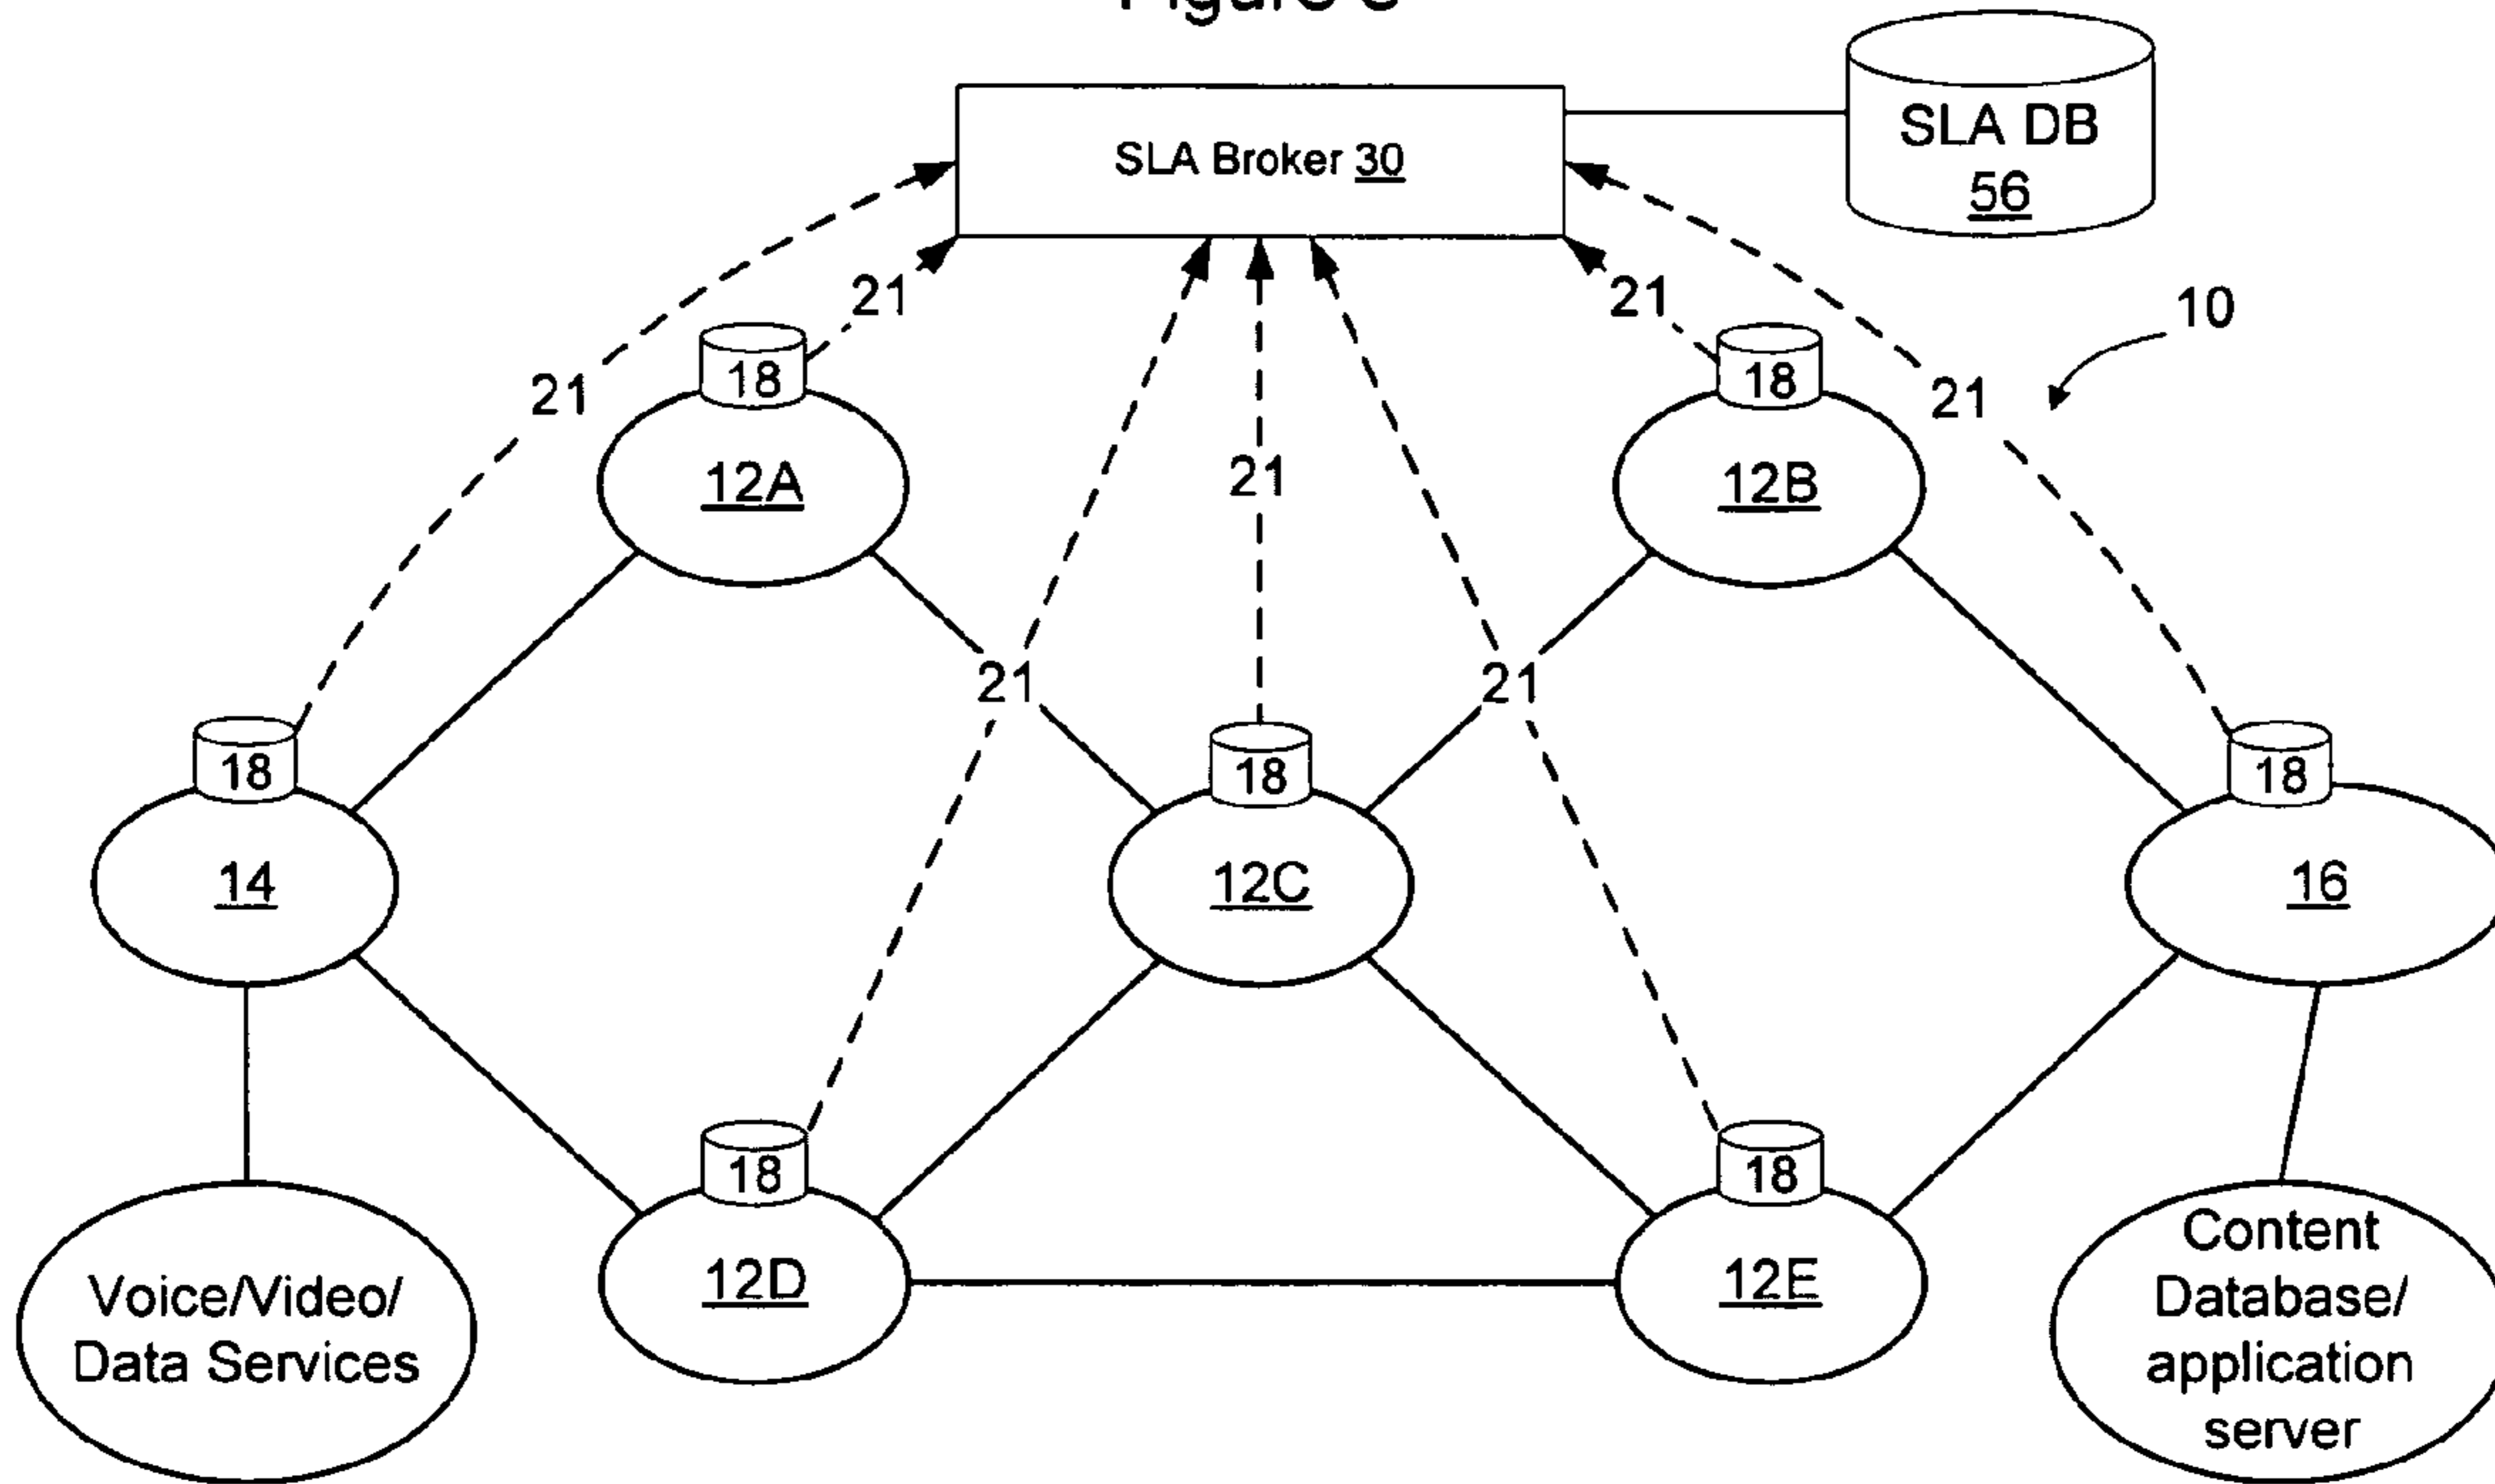 SLA DB
56
SLA Broker 30
21
21
10
21
21
18
18
12A
21
12B
21
21
18
18
18
14
12C
16
18
18
12D
12E
Voice/Video/
Data Services
Content
Database/
application
server